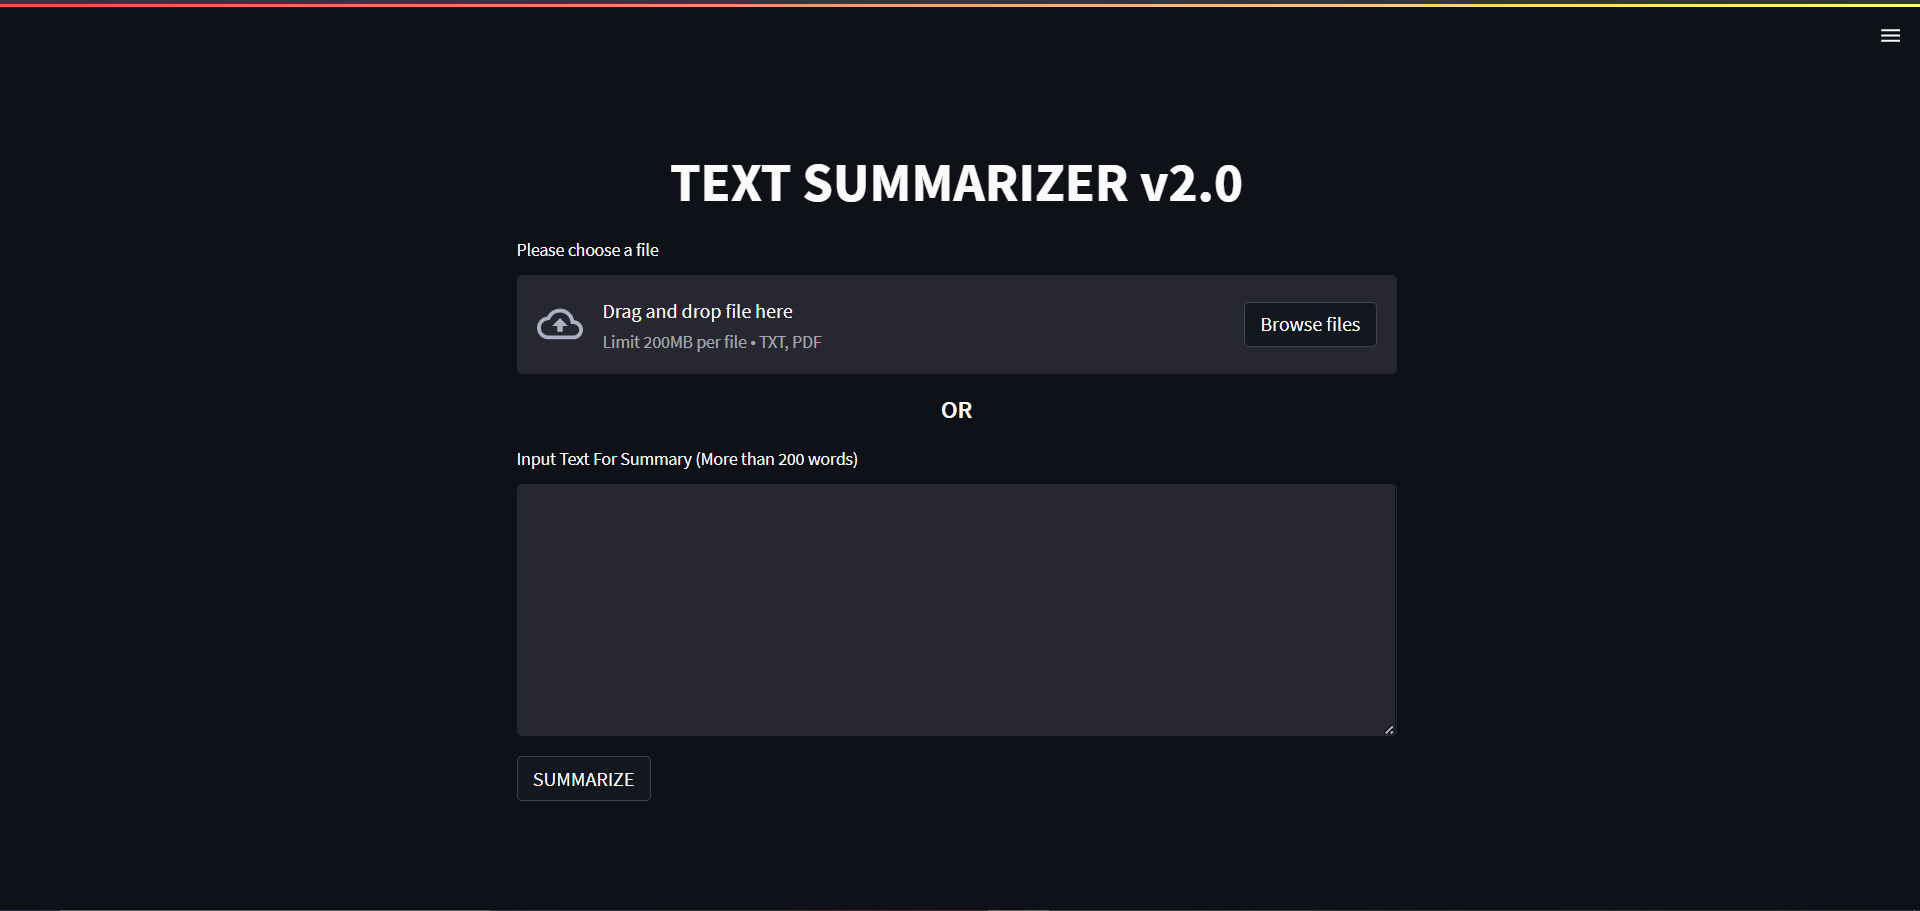 TEXT SUMMARIZER v2.0
Please choose a file
Drag and drop file here
Limit 200MB per file • TXT, PDF
Browse files
OR
Input Text For Summary (More than 200 words)
SUMMARIZE